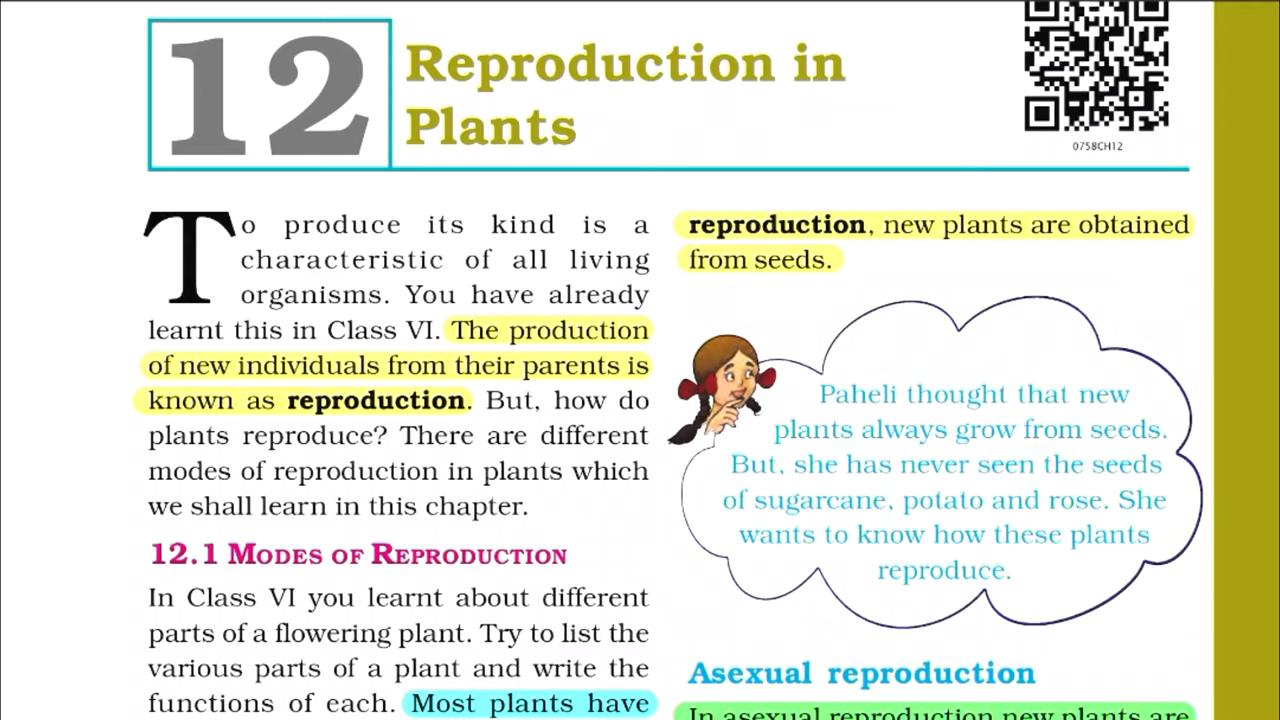 12
Reproduction in
Plants
0758CH12
To produce its kind is a
characteristic of all living
organisms. You have already
learnt this in Class VI. The production
of new individuals from their parents is
known as reproduction. But, how do
plants reproduce? There are different
modes of reproduction in plants which
we shall learn in this chapter.
12.1 MODES OF REPRODUCTION
In Class VI you learnt about different
parts of a flowering plant. Try to list the
various parts of a plant and write the
functions of each. Most plants have
reproduction, new plants are obtained
from seeds.
Paheli thought that new
plants always grow from seeds.
But, she has never seen the seeds
of sugarcane, potato and rose. She
wants to know how these plants
reproduce.
Asexual reproduction
In asexual reproduction new plants are